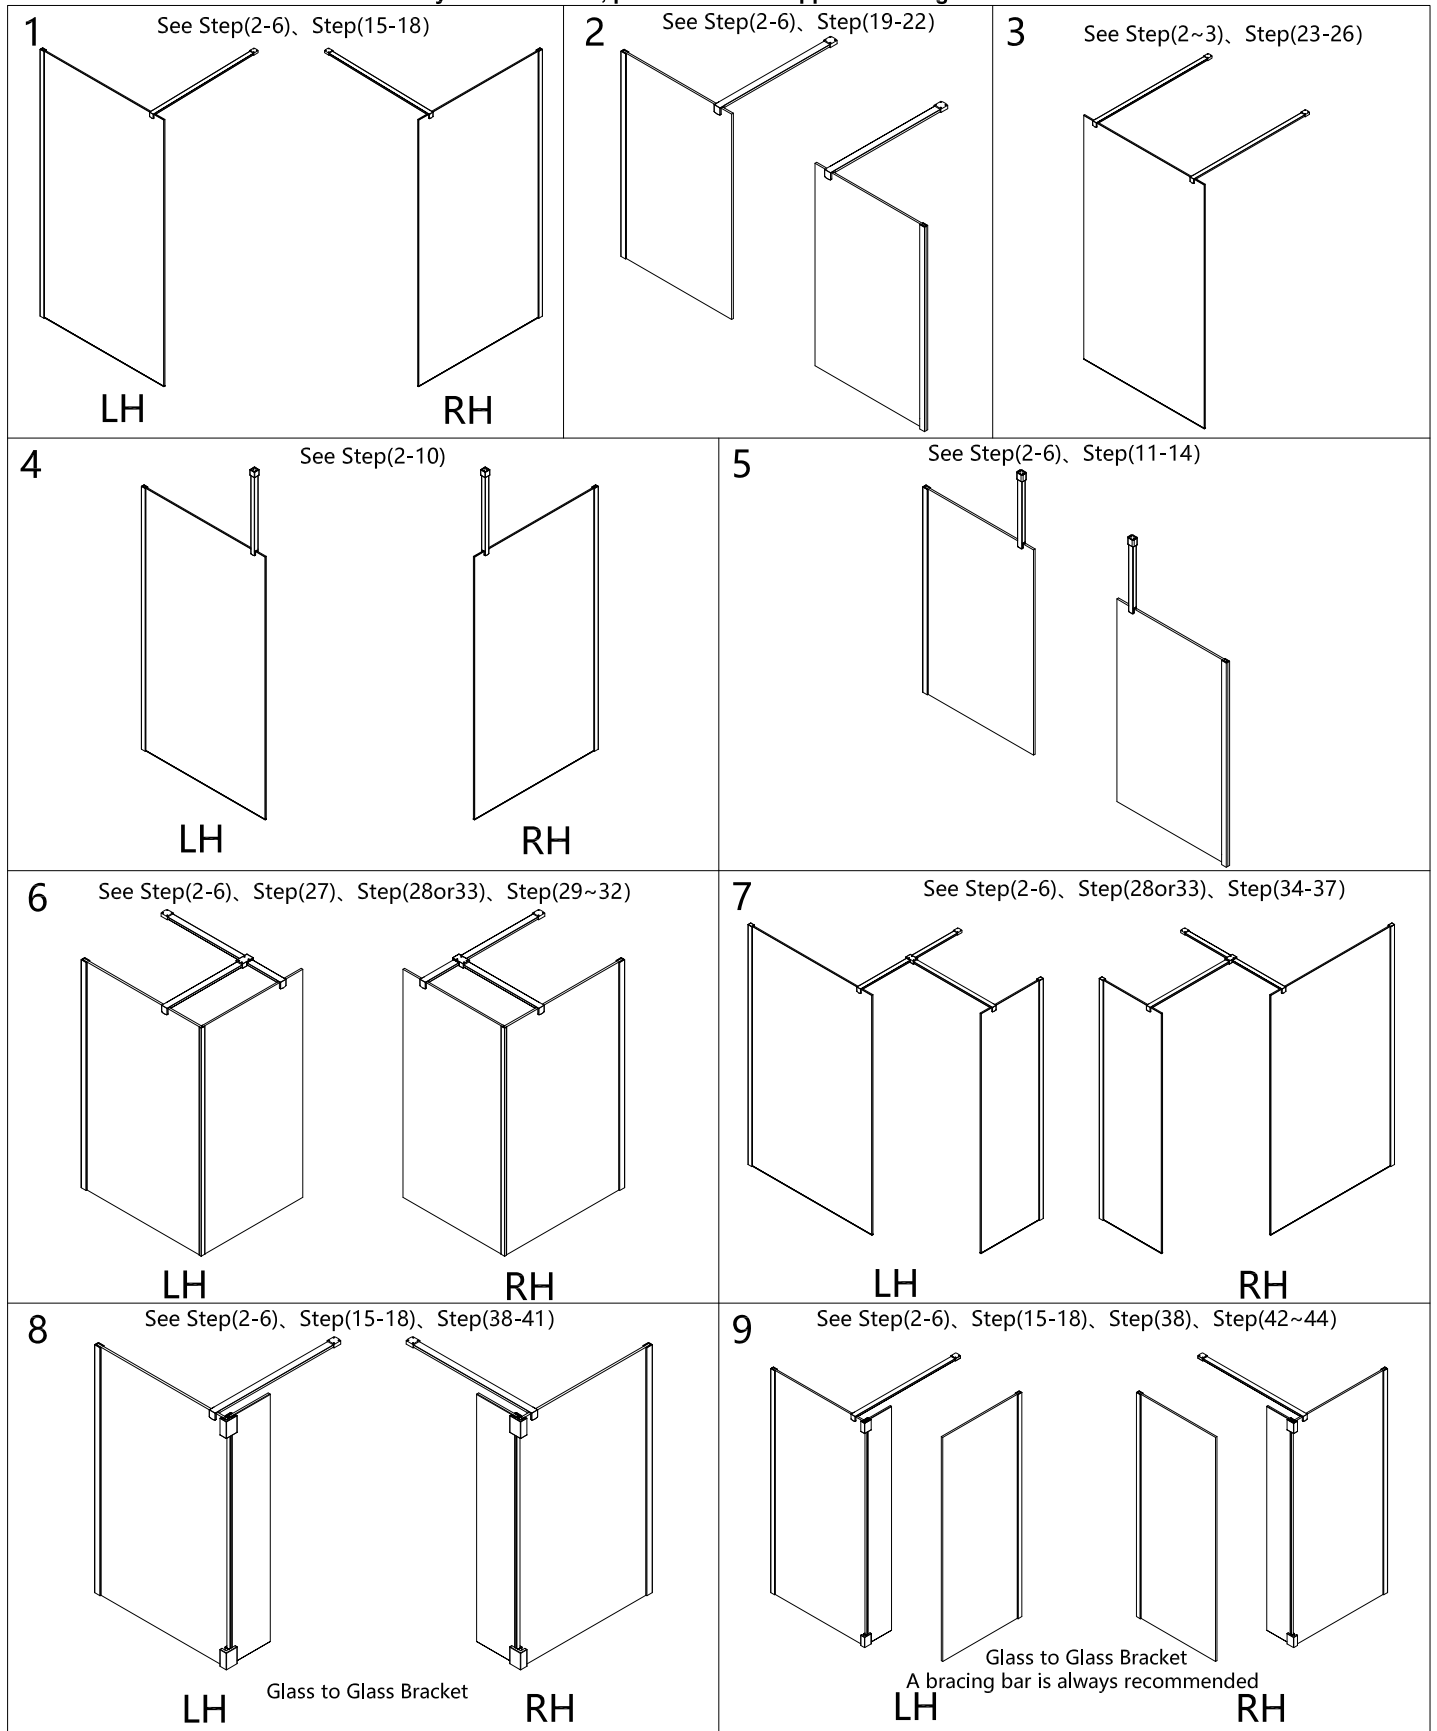 1
See Step(2-6)、Step(15-18)
LH
RH
2
See Step(2-6)、Step(19-22)
3
See Step(2~3)、Step(23-26)
4
See Step(2-10)
LH
RH
5
See Step(2-6)、Step(11-14)
6
See Step(2-6)、Step(27)、Step(28or33)、Step(29~32)
LH
RH
7
See Step(2-6)、Step(28or33)、Step(34-37)
LH
RH
8
See Step(2-6)、Step(15-18)、Step(38-41)
LH
Glass to Glass Bracket
RH
9
See Step(2-6)、Step(15-18)、Step(38)、Step(42~44)
Glass to Glass Bracket
A bracing bar is always recommended
LH
RH